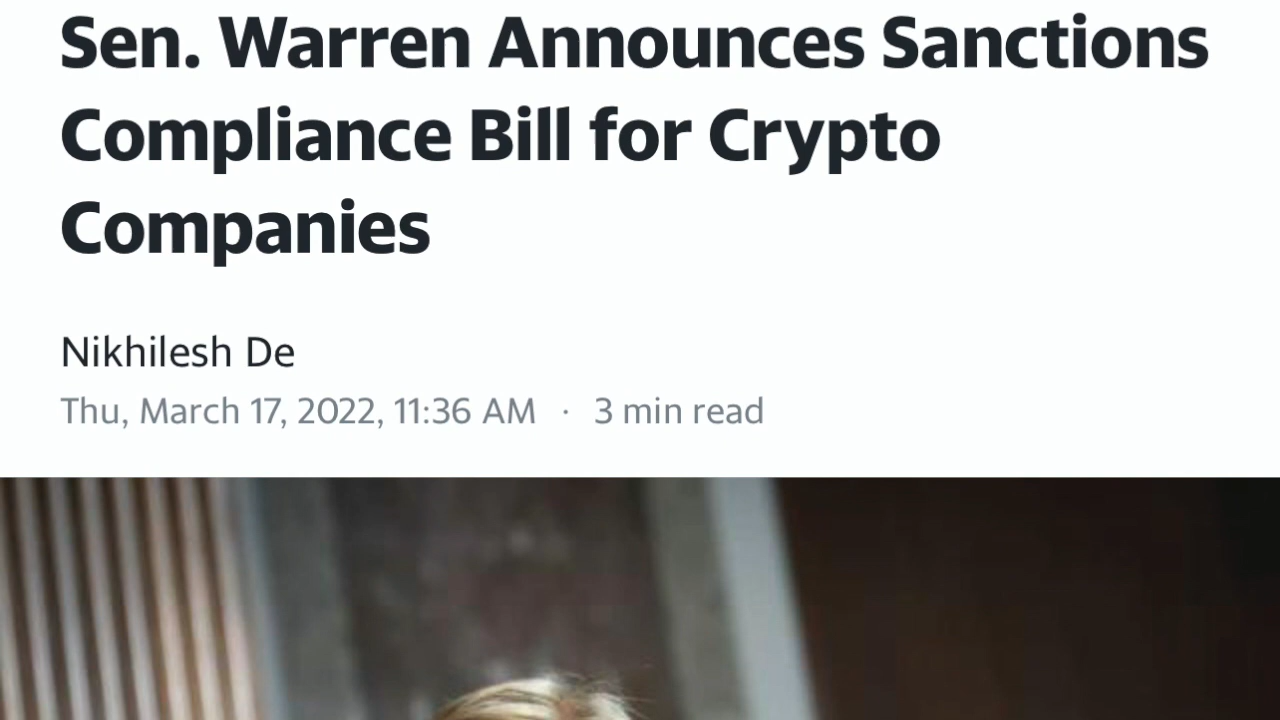 Sen. Warren Announces Sanctions
Compliance Bill for Crypto
Companies
Nikhilesh De
Thu, March 17, 2022, 11:36 AM · 3 min read